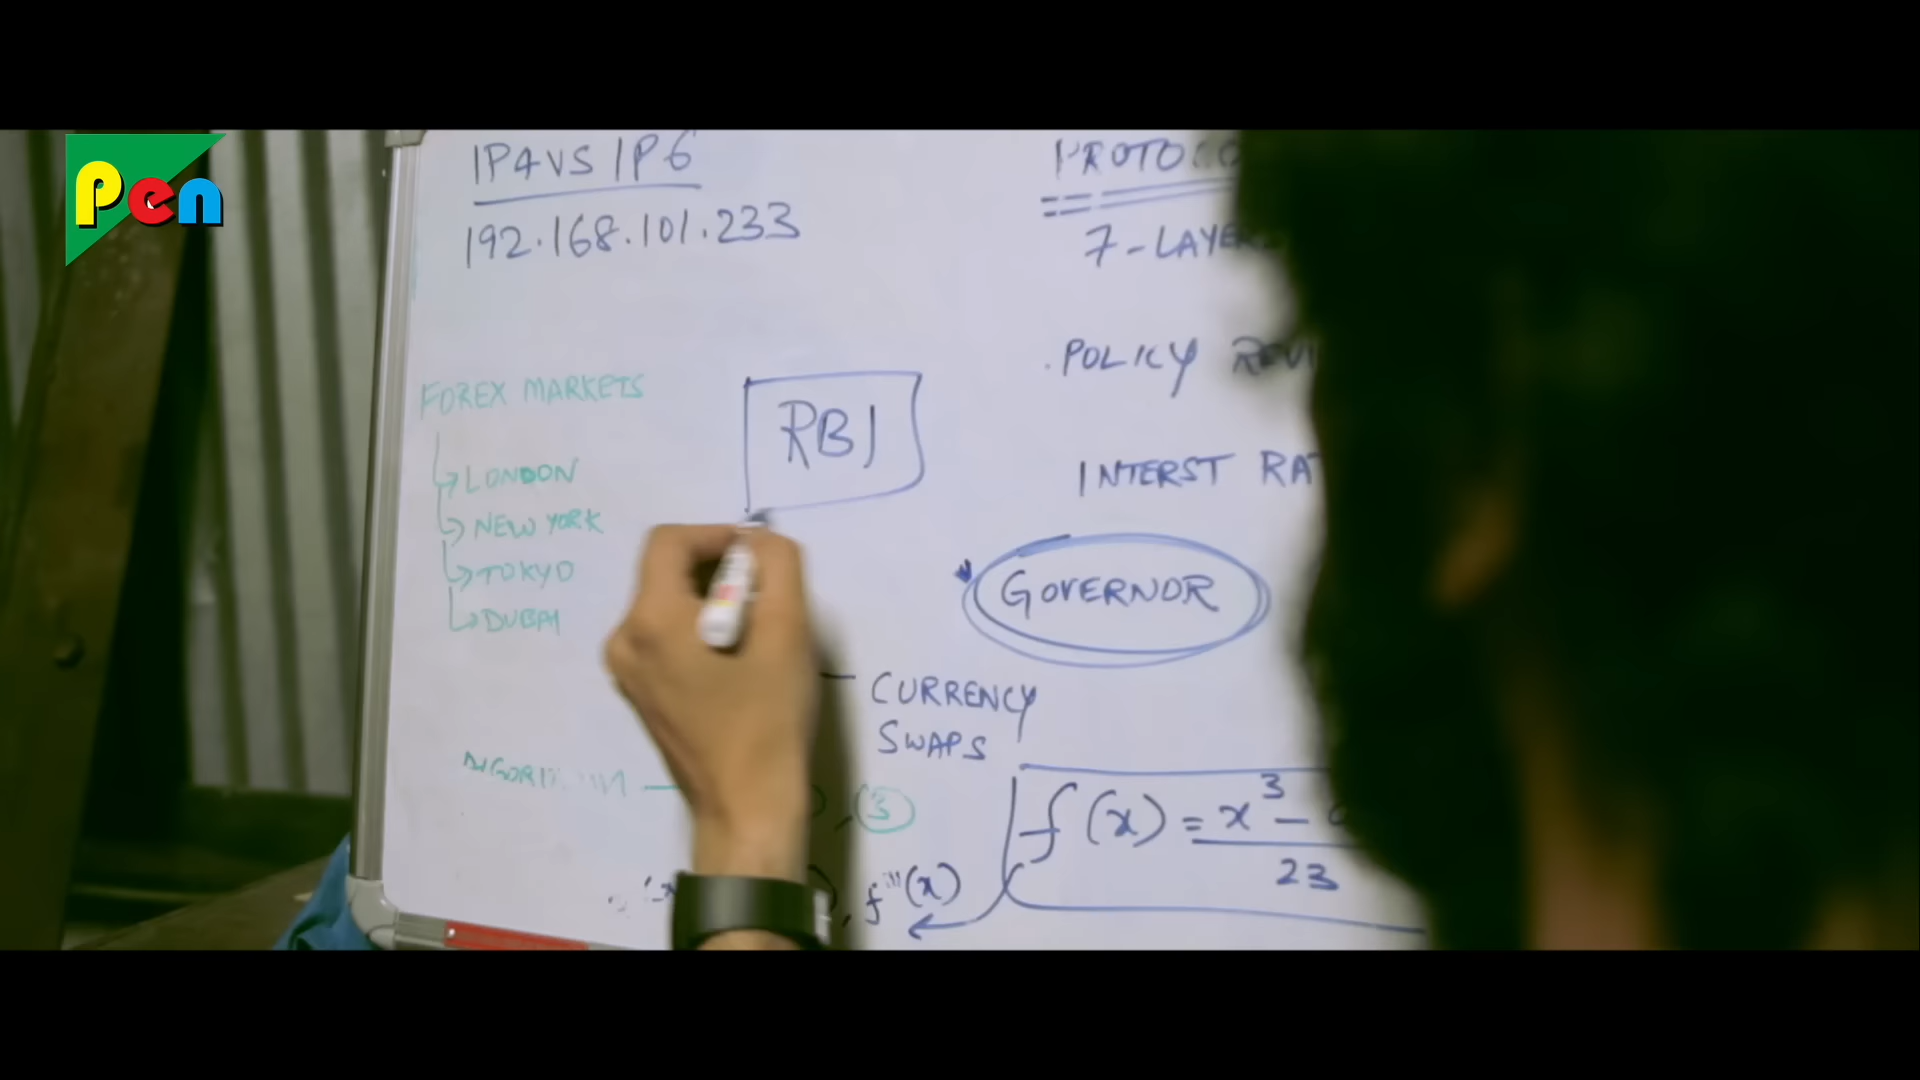 Pen
IP4 VS IP6
192.168.101.233
7-LAYER
.POLICY
INTERST
FOREX MARKETS
LONDON
NEW YORK
TOKYO
DUBAI
RBI
GOVERNOR
CURRENCY
SWAPS
3
f(x) = x³ -
23
f'''(x)